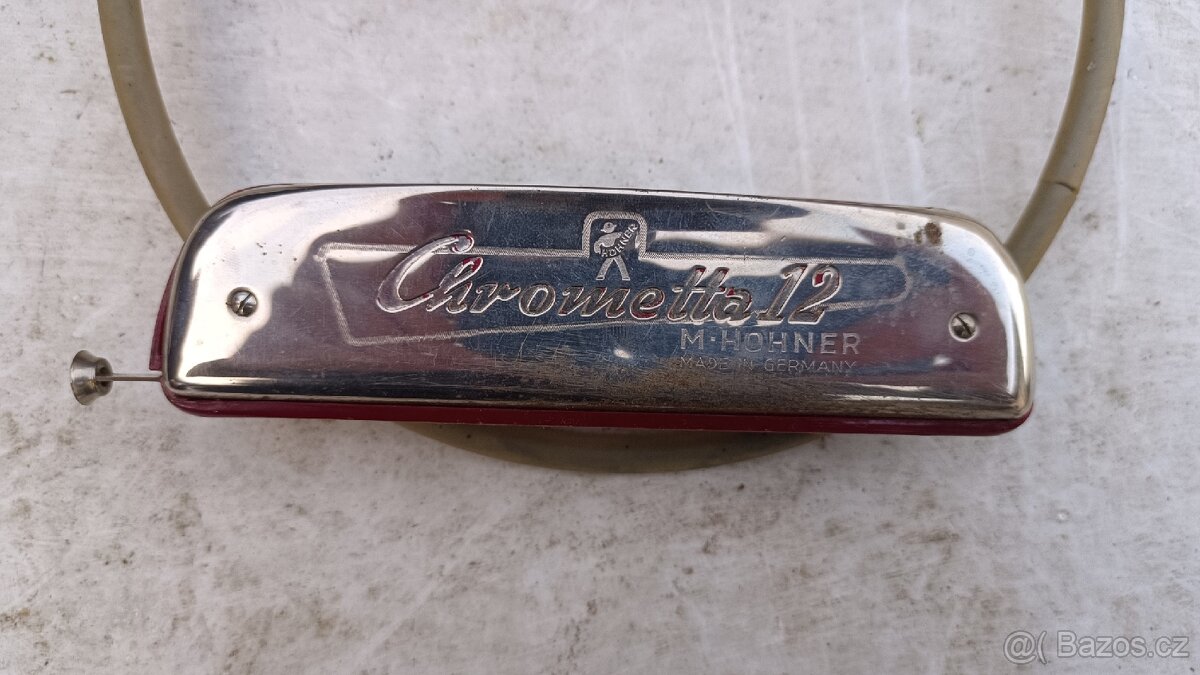 HOHNER
Chrometta 12
M·HOHNER
MADE IN GERMANY
@( Bazos.cz